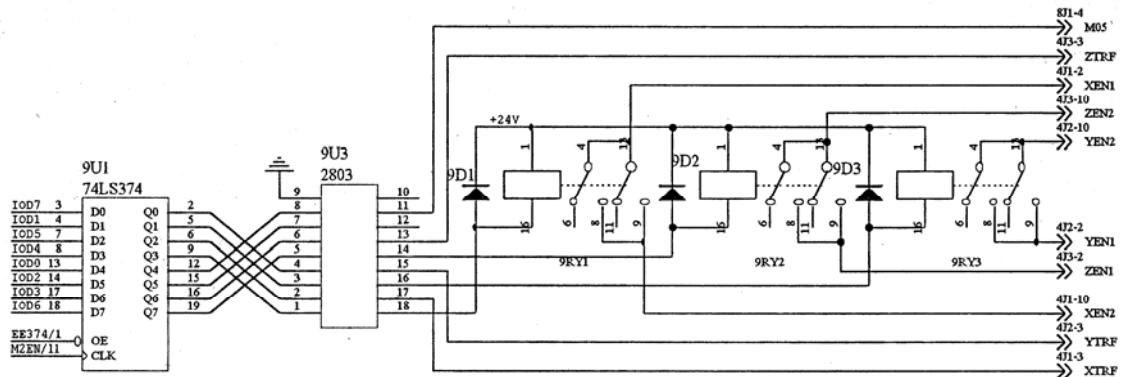 8J1-4
M05
4J3-3
ZTRF
4J1-2
XEN1
4J3-10
ZEN2
4J2-10
YEN2
+24V
9U1
74LS374
9U3
2803
9D1
9D2
9D3
1
4
13
1
4
13
1
4
13
16
6
8
11
9
16
6
8
11
9
16
6
8
11
9
9RY1
9RY2
9RY3
IOD7 3 D0 Q0 2
IOD1 4 D1 Q1 5
IOD5 7 D2 Q2 6
IOD4 8 D3 Q3 9
IOD0 13 D4 Q4 12
IOD2 14 D5 Q5 15
IOD3 17 D6 Q6 16
IOD6 18 D7 Q7 19
EE374/1 OE
M2EN/11 CLK
9 10
8 11
7 12
6 13
5 14
4 15
3 16
2 17
1 18
4J2-2
YEN1
4J3-2
ZEN1
4J1-10
XEN2
4J2-3
YTRF
4J1-3
XTRF